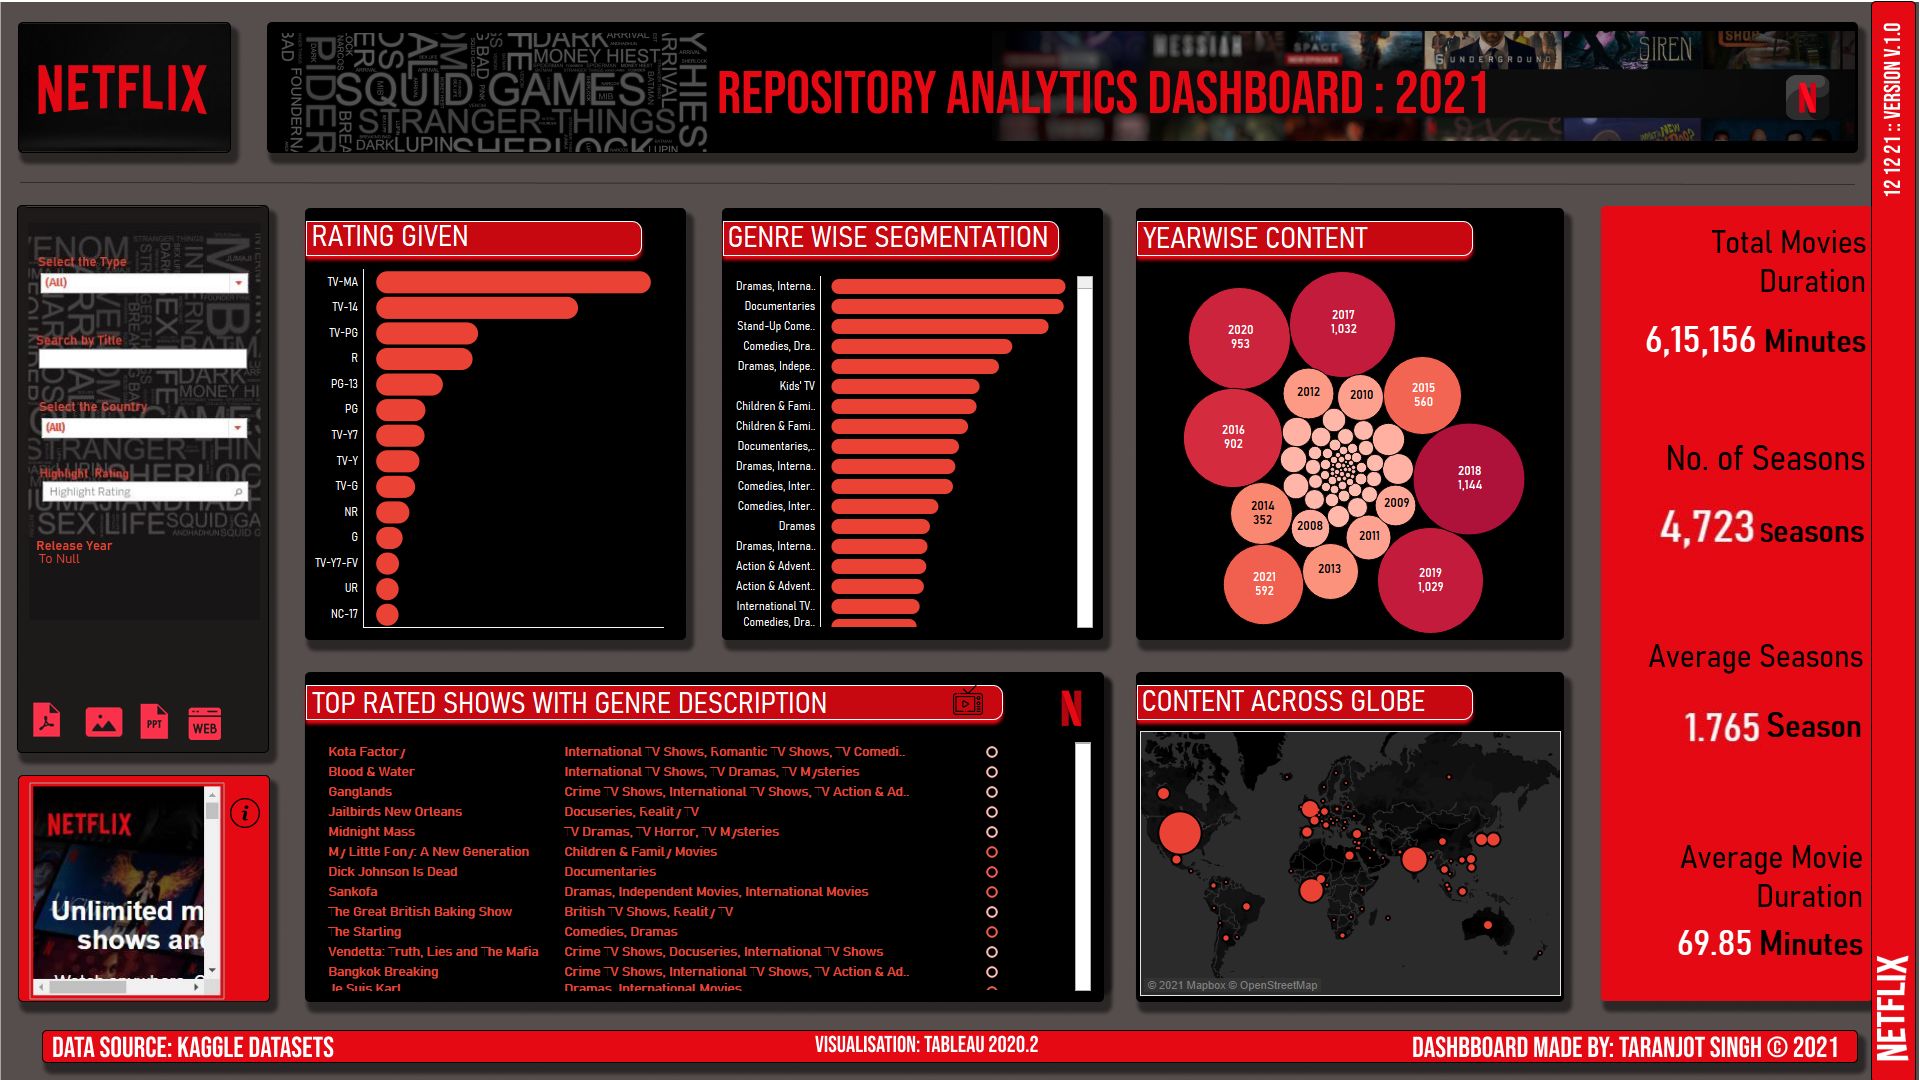 NETFLIX
SQUID GAMES
STRANGER THINGS
REPOSITORY ANALYTICS DASHBOARD : 2021
12 12 21 :: VERSION V.1.0
Select the Type
(All)
Search by Title
Select the Country
(All)
Highlight Rating
Highlight Rating
Release Year
To Null
PPT
WEB
NETFLIX
Unlimited m
shows and
RATING GIVEN
TV-MA
TV-14
TV-PG
R
PG-13
PG
TV-Y7
TV-Y
TV-G
NR
G
TV-Y7-FV
UR
NC-17
GENRE WISE SEGMENTATION
Dramas, Interna..
Documentaries
Stand-Up Come..
Comedies, Dra..
Dramas, Indepe..
Kids' TV
Children & Fami..
Children & Fami..
Documentaries,..
Dramas, Interna..
Comedies, Inter..
Comedies, Inter..
Dramas
Dramas, Interna..
Action & Advent..
Action & Advent..
International TV..
Comedies, Dra..
YEARWISE CONTENT
2017
1,032
2020
953
2015
560
2012
2010
2016
902
2018
1,144
2014
352
2009
2008
2011
2013
2021
592
2019
1,029
TOP RATED SHOWS WITH GENRE DESCRIPTION
Kota Factory International TV Shows, Romantic TV Shows, TV Comedi..
Blood & Water International TV Shows, TV Dramas, TV Mysteries
Ganglands Crime TV Shows, International TV Shows, TV Action & Ad..
Jailbirds New Orleans Docuseries, Reality TV
Midnight Mass TV Dramas, TV Horror, TV Mysteries
My Little Pony: A New Generation Children & Family Movies
Dick Johnson Is Dead Documentaries
Sankofa Dramas, Independent Movies, International Movies
The Great British Baking Show British TV Shows, Reality TV
The Starling Comedies, Dramas
Vendetta: Truth, Lies and The Mafia Crime TV Shows, Docuseries, International TV Shows
Bangkok Breaking Crime TV Shows, International TV Shows, TV Action & Ad..
Je Suis Karl Dramas, International Movies
CONTENT ACROSS GLOBE
© 2021 Mapbox © OpenStreetMap
Total Movies
Duration
6,15,156 Minutes
No. of Seasons
4,723 Seasons
Average Seasons
1.765 Season
Average Movie
Duration
69.85 Minutes
NETFLIX
DATA SOURCE: KAGGLE DATASETS
VISUALISATION: TABLEAU 2020.2
DASHBBOARD MADE BY: TARANJOT SINGH © 2021